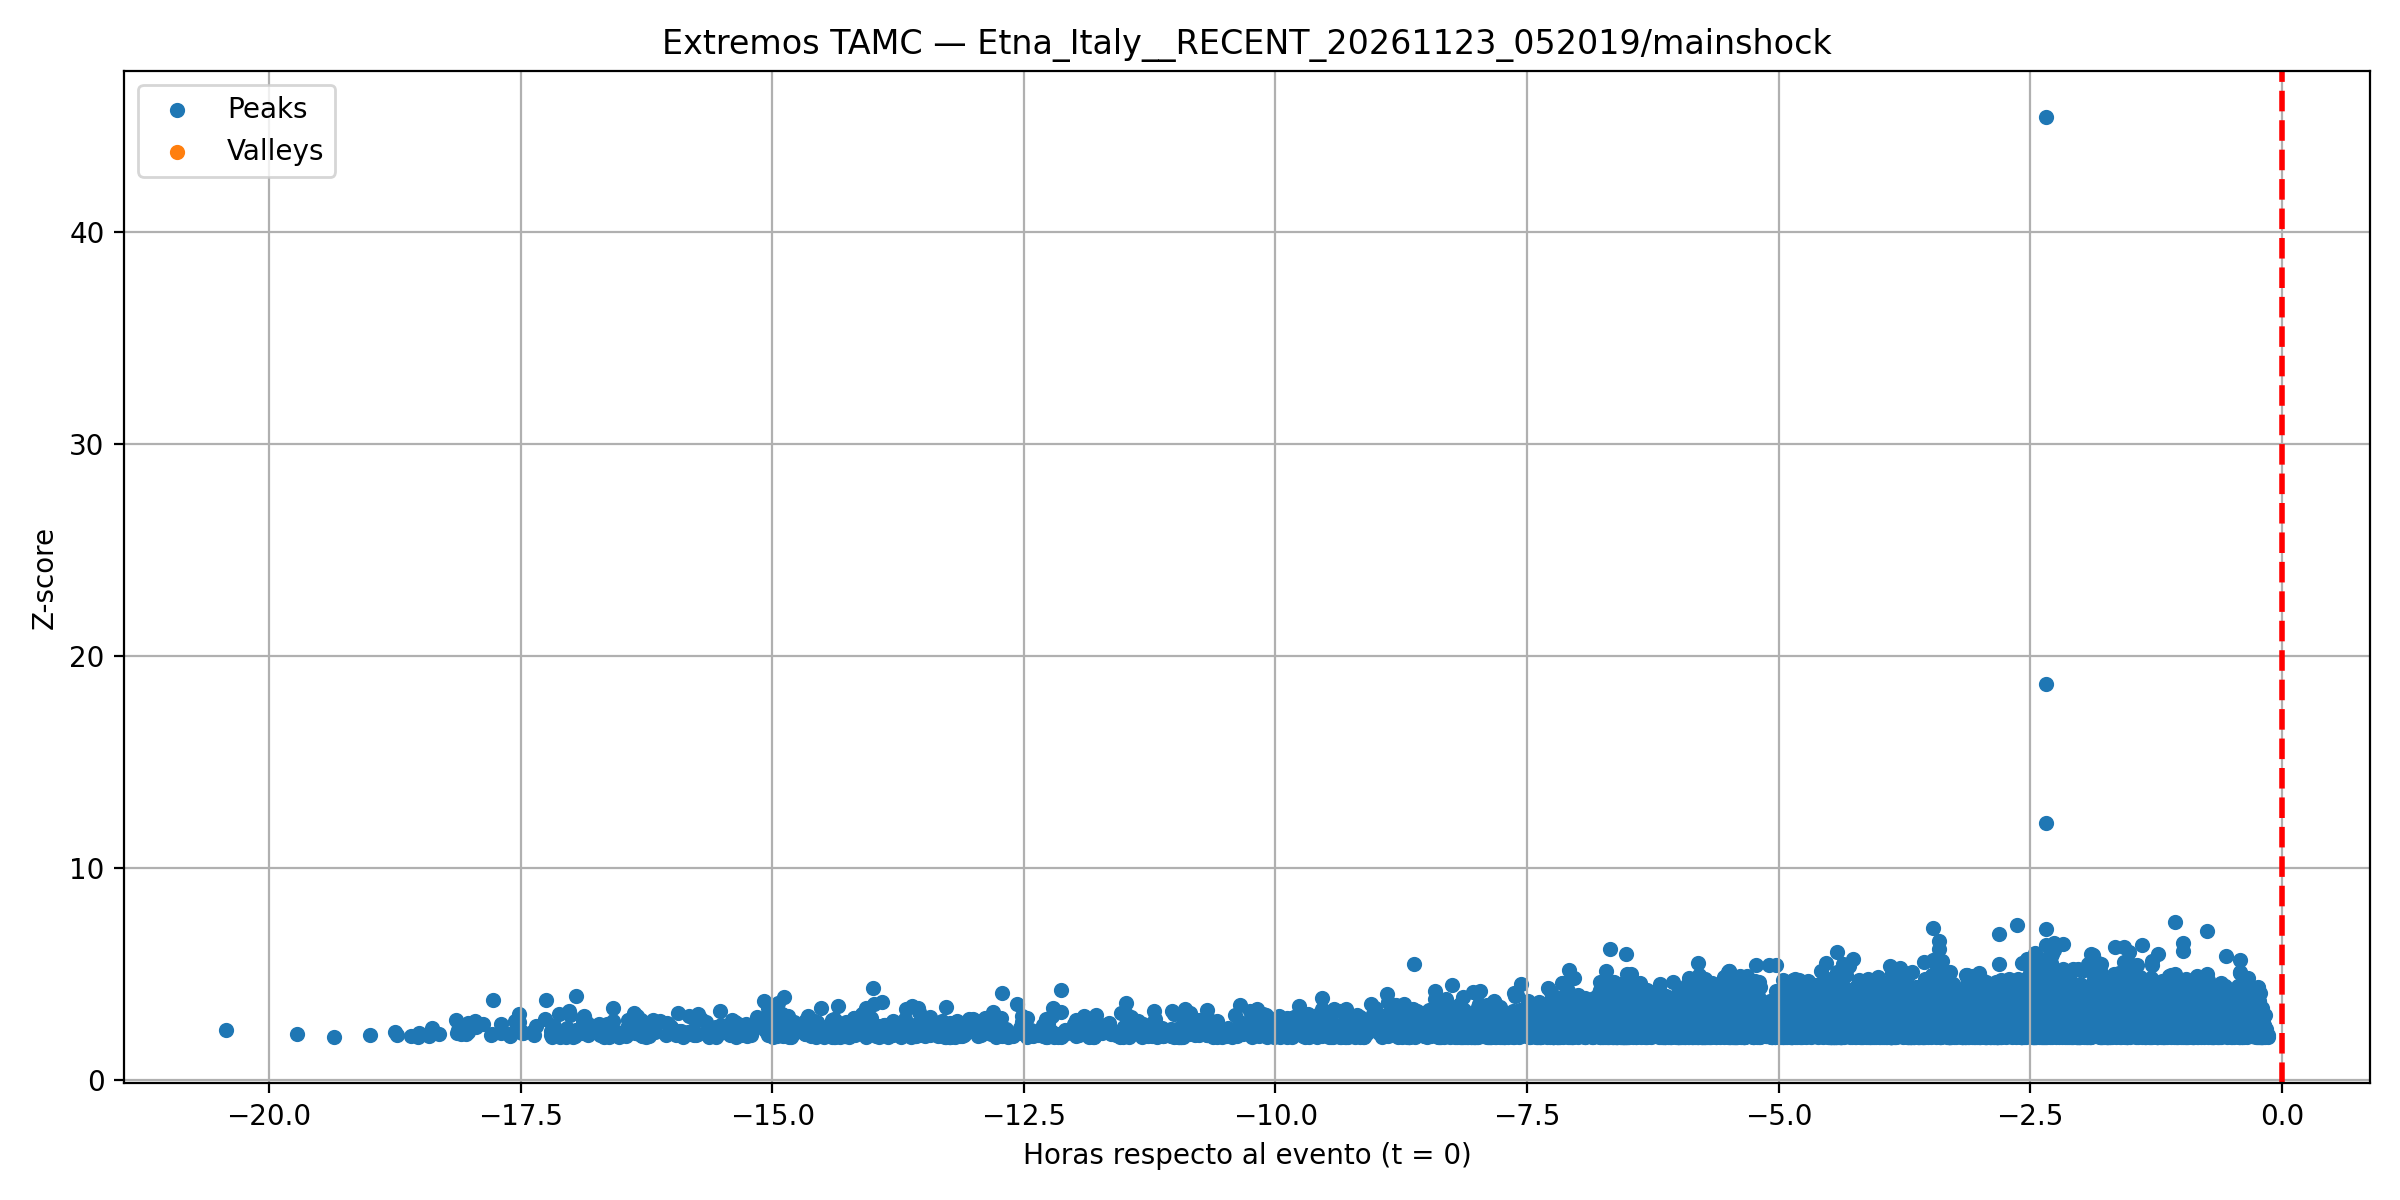 Extremos TAMC — Etna_Italy__RECENT_20261123_052019/mainshock
Peaks
Valleys
Z-score
40
30
20
10
0
−20.0 −17.5 −15.0 −12.5 −10.0 −7.5 −5.0 −2.5 0.0
Horas respecto al evento (t = 0)